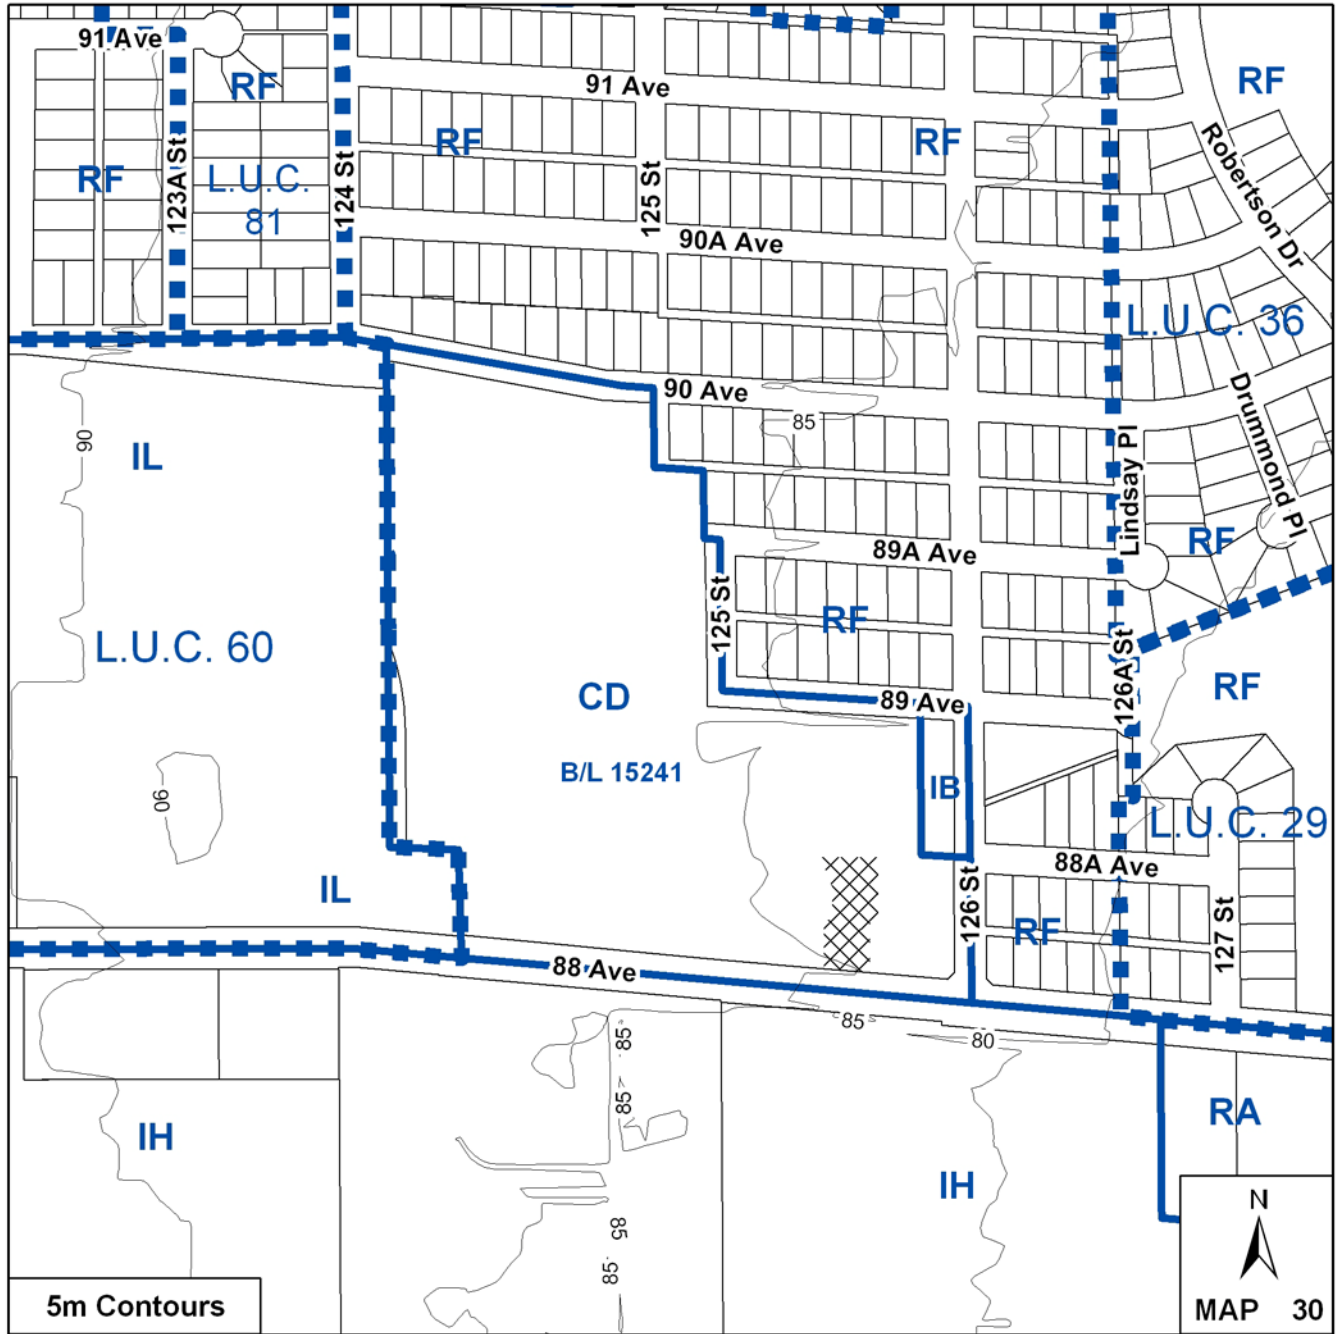 91 Ave
RF
RF
91 Ave
RF
RF
RF
123A St
L.U.C.
81
124 St
125 St
90A Ave
Robertson Dr
L.U.C. 36
90 Ave
85
90
IL
Drummond Pl
Lindsay Pl
RF
89A Ave
125 St
RF
L.U.C. 60
CD
B/L 15241
89 Ave
126A St
RF
IB
90
L.U.C. 29
88A Ave
IL
126 St
RF
127 St
88 Ave
85
80
85
85
85
85
IH
IH
RA
N
MAP 30
5m Contours